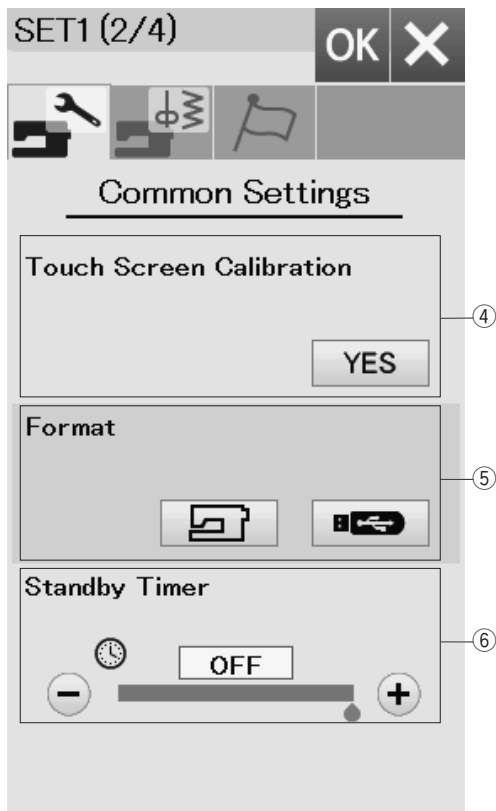 SET1 (2/4)
OK
Common Settings
Touch Screen Calibration
④
YES
Format
⑤
Standby Timer
⑥
OFF